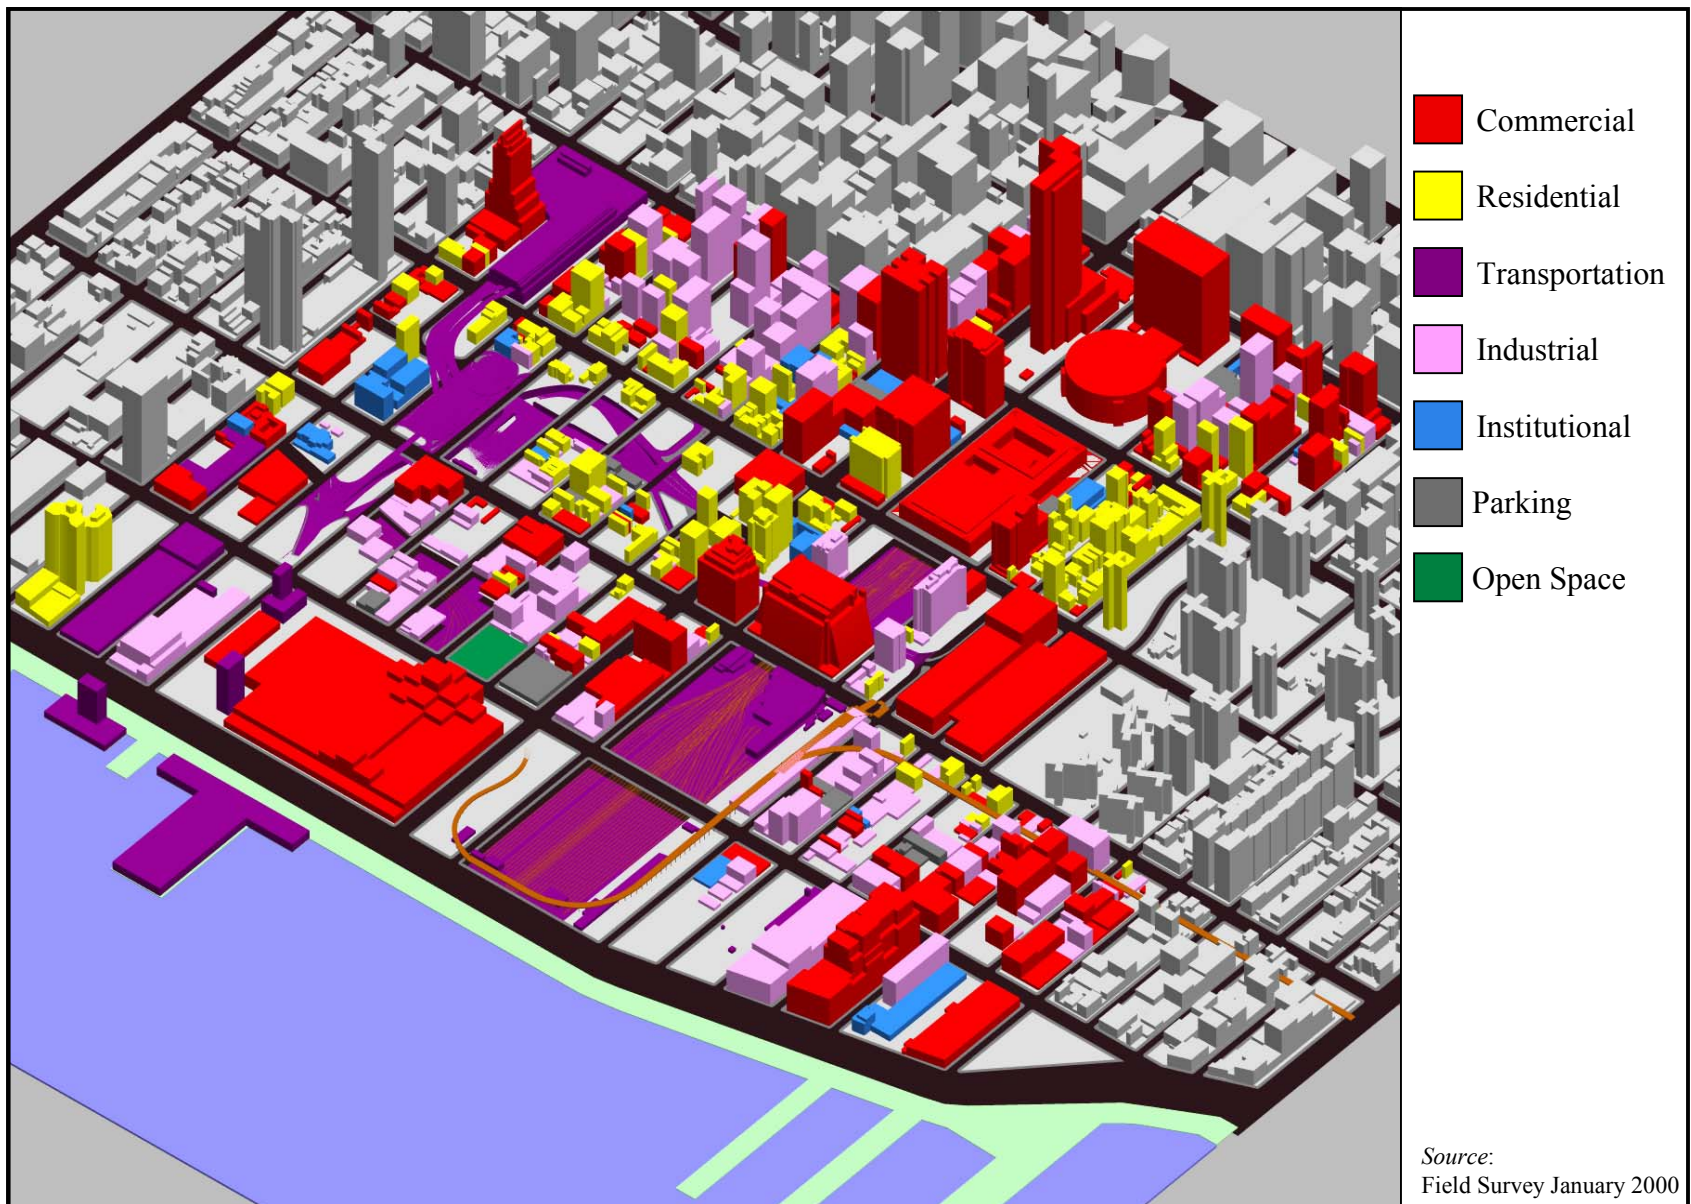 Commercial
Residential
Transportation
Industrial
Institutional
Parking
Open Space
Source:
Field Survey January 2000